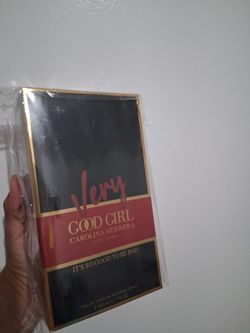 Very
GOOD GIRL
CAROLINA HERRERA
NEW YORK
IT'S SO GOOD TO BE BAD